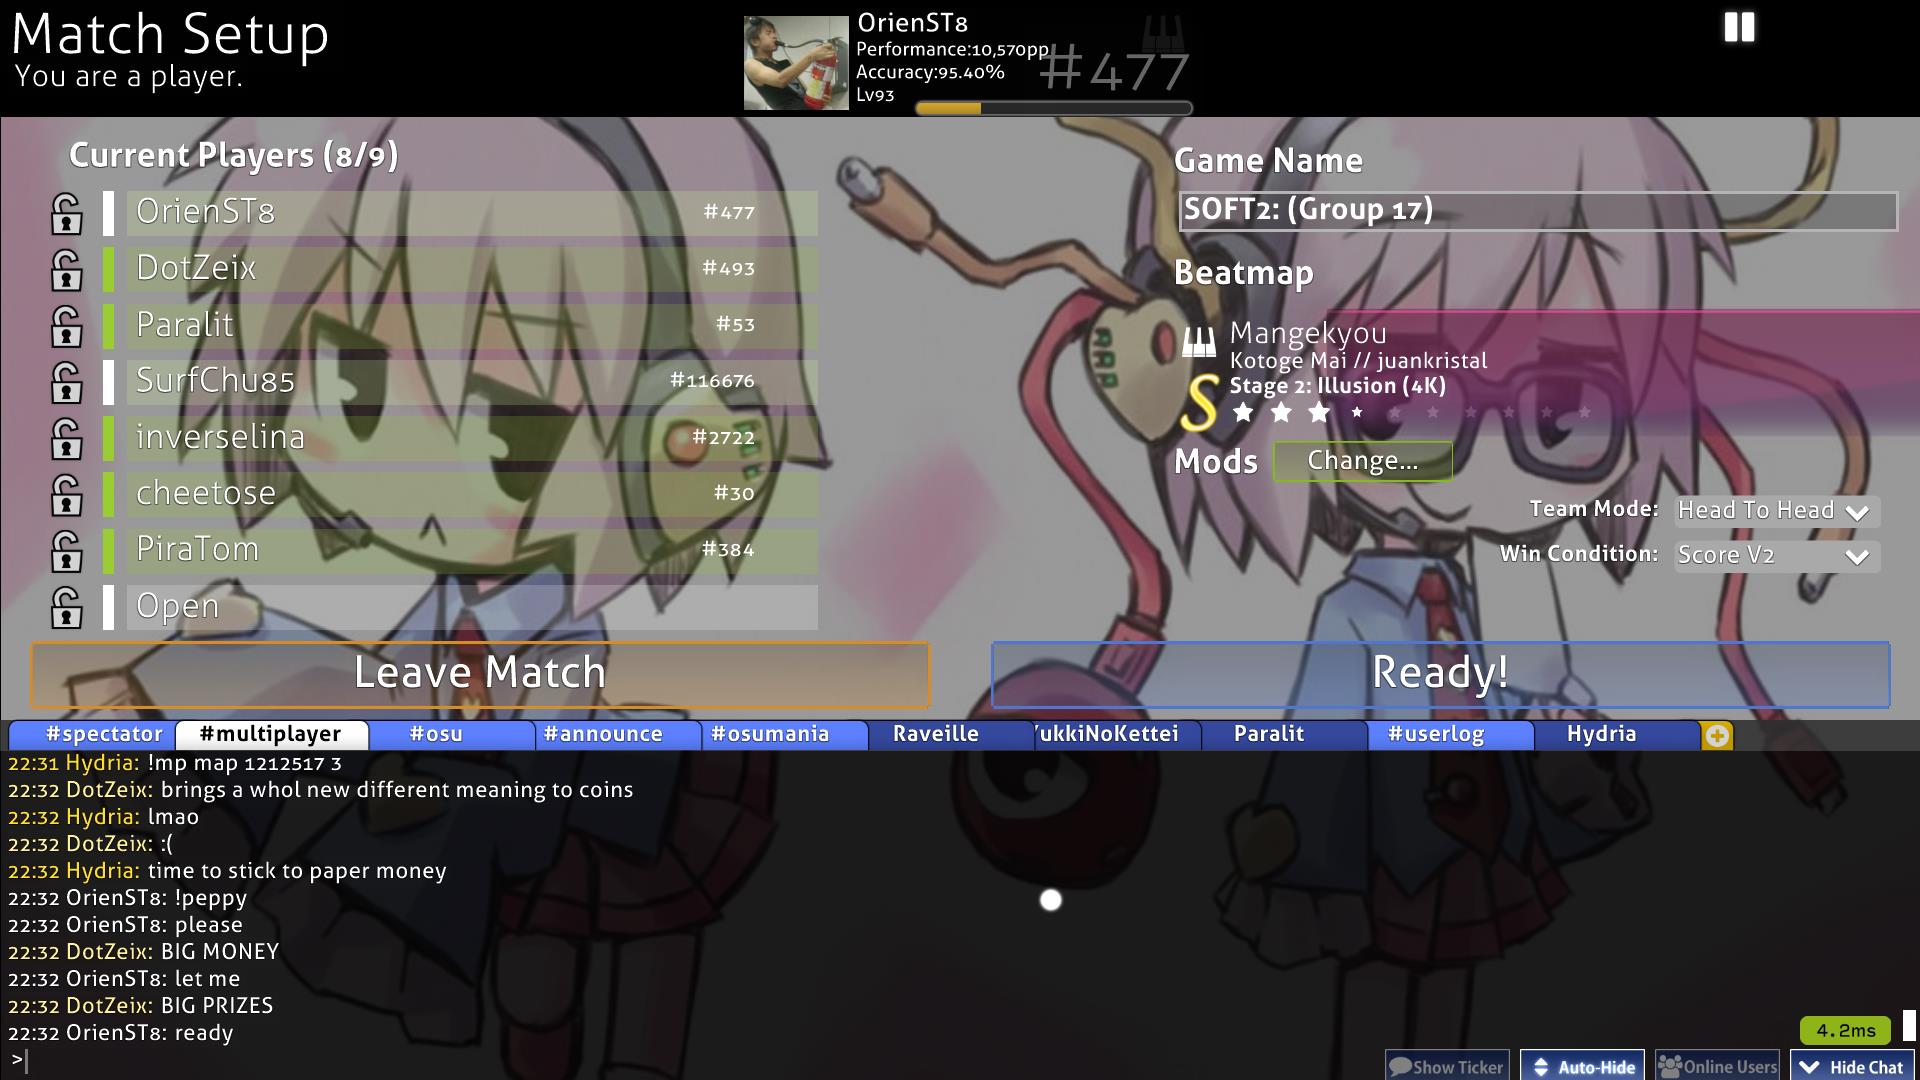 Match Setup
You are a player.
OrienST8
Performance:10,570pp
Accuracy:95.40%
Lv93
#477
Current Players (8/9)
OrienST8 #477
DotZeix #493
Paralit #53
SurfChu85 #116676
inverselina #2722
cheetose #30
PiraTom #384
Open
Game Name
SOFT2: (Group 17)
Beatmap
Mangekyou
Kotoge Mai // juankristal
Stage 2: Illusion (4K)
S
Mods Change...
Team Mode: Head To Head
Win Condition: Score V2
Leave Match
Ready!
#spectator #multiplayer #osu #announce #osumania Raveille YukkiNoKettei Paralit #userlog Hydria
22:31 Hydria: !mp map 1212517 3
22:32 DotZeix: brings a whol new different meaning to coins
22:32 Hydria: lmao
22:32 DotZeix: :(
22:32 Hydria: time to stick to paper money
22:32 OrienST8: !peppy
22:32 OrienST8: please
22:32 DotZeix: BIG MONEY
22:32 OrienST8: let me
22:32 DotZeix: BIG PRIZES
22:32 OrienST8: ready
>
4.2ms
Show Ticker Auto-Hide Online Users Hide Chat